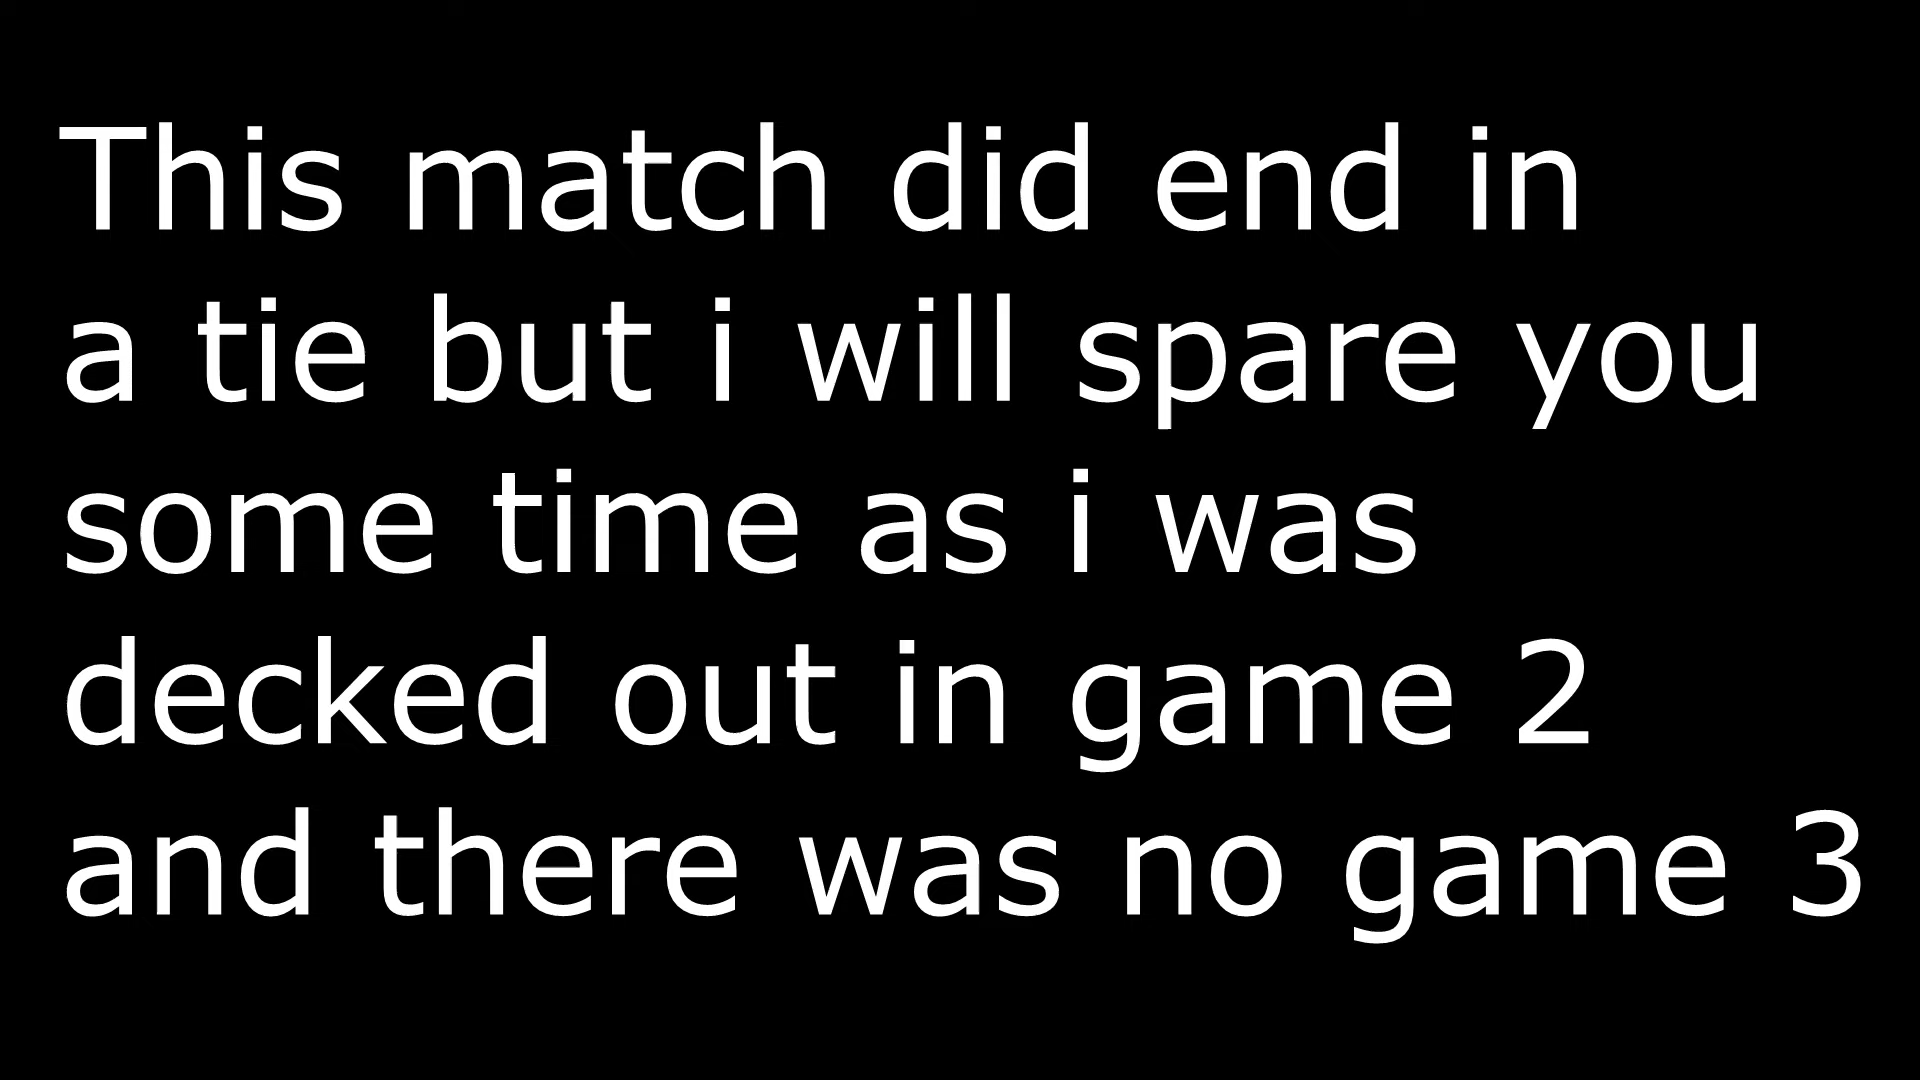 This match did end in
a tie but i will spare you
some time as i was
decked out in game 2
and there was no game 3